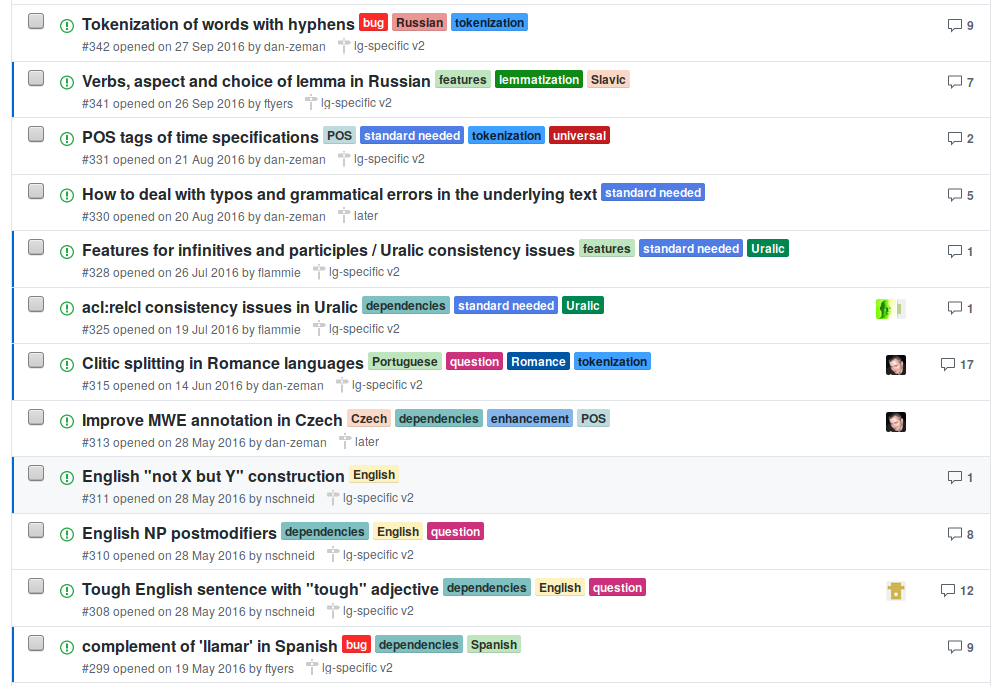 Tokenization of words with hyphens bug Russian tokenization 9
#342 opened on 27 Sep 2016 by dan-zeman lg-specific v2
Verbs, aspect and choice of lemma in Russian features lemmatization Slavic 7
#341 opened on 26 Sep 2016 by ftyers lg-specific v2
POS tags of time specifications POS standard needed tokenization universal 2
#331 opened on 21 Aug 2016 by dan-zeman lg-specific v2
How to deal with typos and grammatical errors in the underlying text standard needed 5
#330 opened on 20 Aug 2016 by dan-zeman later
Features for infinitives and participles / Uralic consistency issues features standard needed Uralic 1
#328 opened on 26 Jul 2016 by flammie lg-specific v2
acl:relcl consistency issues in Uralic dependencies standard needed Uralic 1
#325 opened on 19 Jul 2016 by flammie lg-specific v2
Clitic splitting in Romance languages Portuguese question Romance tokenization 17
#315 opened on 14 Jun 2016 by dan-zeman lg-specific v2
Improve MWE annotation in Czech Czech dependencies enhancement POS
#313 opened on 28 May 2016 by dan-zeman later
English "not X but Y" construction English 1
#311 opened on 28 May 2016 by nschneid lg-specific v2
English NP postmodifiers dependencies English question 8
#310 opened on 28 May 2016 by nschneid lg-specific v2
Tough English sentence with "tough" adjective dependencies English question 12
#308 opened on 28 May 2016 by nschneid lg-specific v2
complement of 'llamar' in Spanish bug dependencies Spanish 9
#299 opened on 19 May 2016 by ftyers lg-specific v2